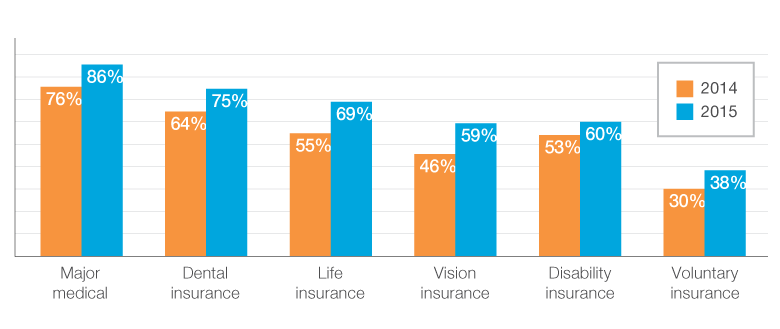 2014
2015
76%
86%
64%
75%
55%
69%
46%
59%
53%
60%
30%
38%
Major
medical
Dental
insurance
Life
insurance
Vision
insurance
Disability
insurance
Voluntary
insurance